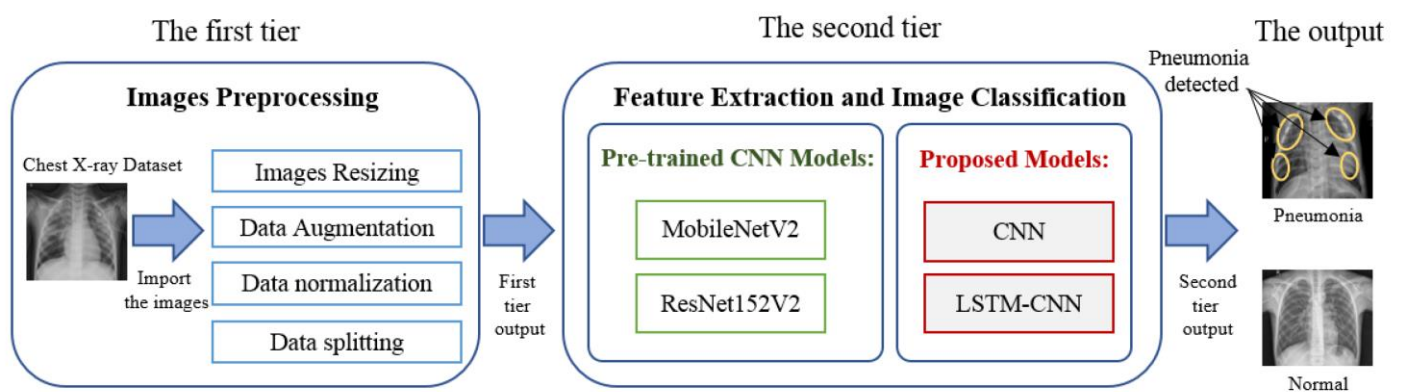 The first tier
The second tier
The output
Images Preprocessing
Chest X-ray Dataset
Import
the images
Images Resizing
Data Augmentation
Data normalization
Data splitting
First
tier
output
Feature Extraction and Image Classification
Pre-trained CNN Models:
MobileNetV2
ResNet152V2
Proposed Models:
CNN
LSTM-CNN
Second
tier
output
Pneumonia
detected
Pneumonia
Normal